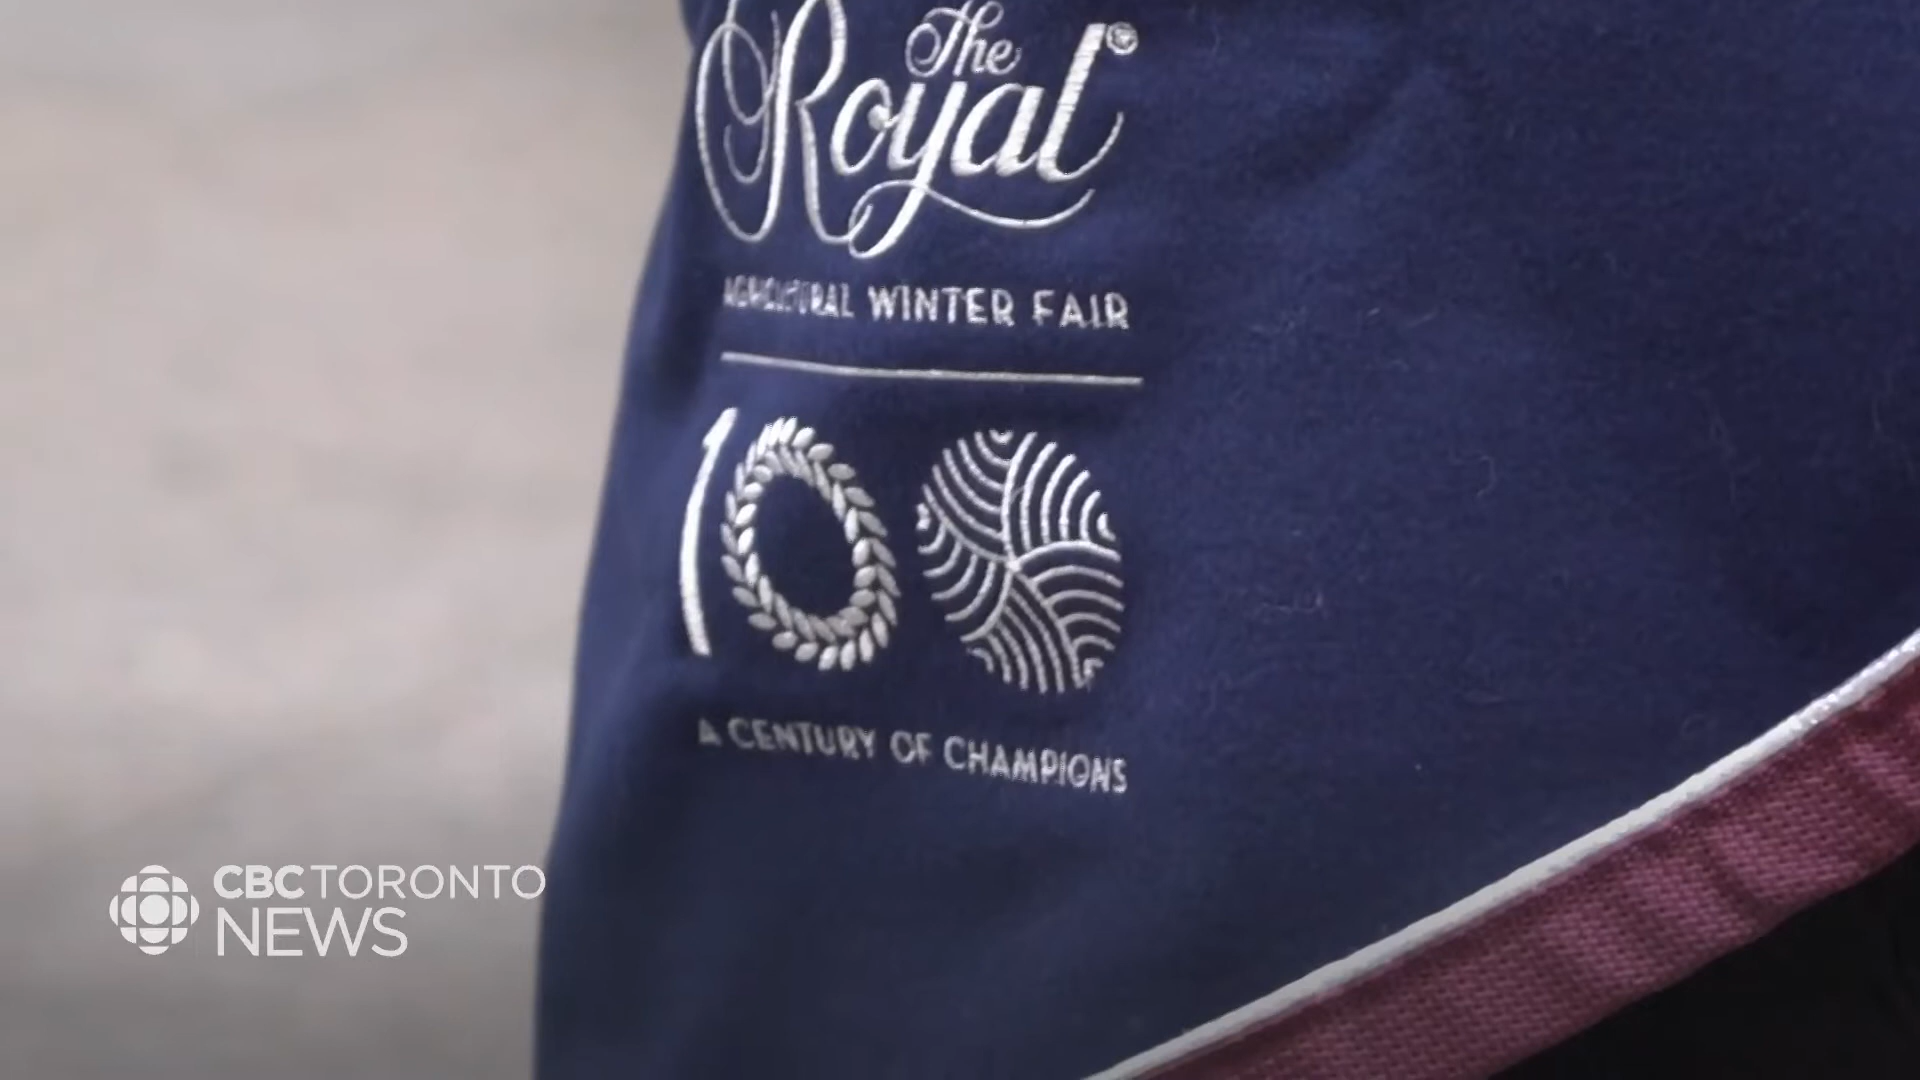 The
Royal®
AGRICULTURAL WINTER FAIR
100
A CENTURY OF CHAMPIONS
CBC TORONTO
NEWS